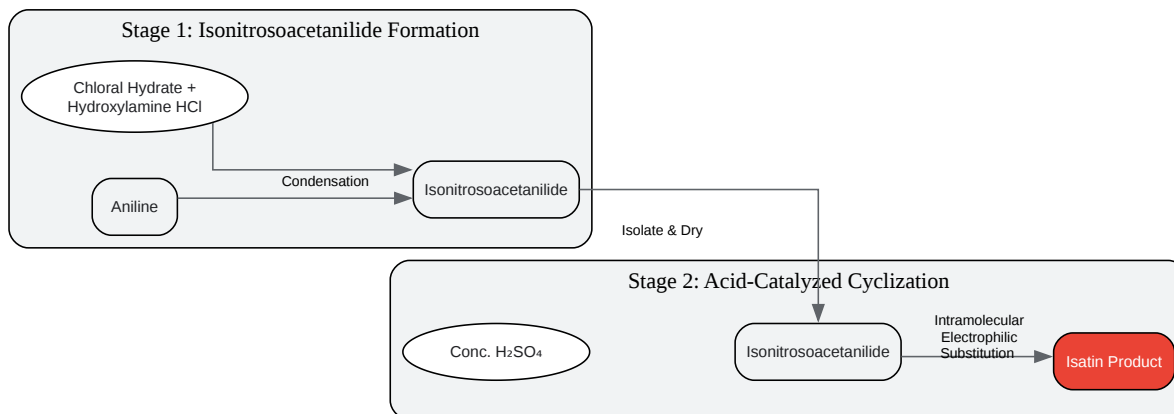 Stage 1: Isonitrosoacetanilide Formation
Chloral Hydrate +
Hydroxylamine HCl
Condensation
Isonitrosoacetanilide
Aniline
Isolate & Dry
Stage 2: Acid-Catalyzed Cyclization
Conc. H₂SO₄
Isonitrosoacetanilide
Intramolecular
Electrophilic
Substitution
Isatin Product